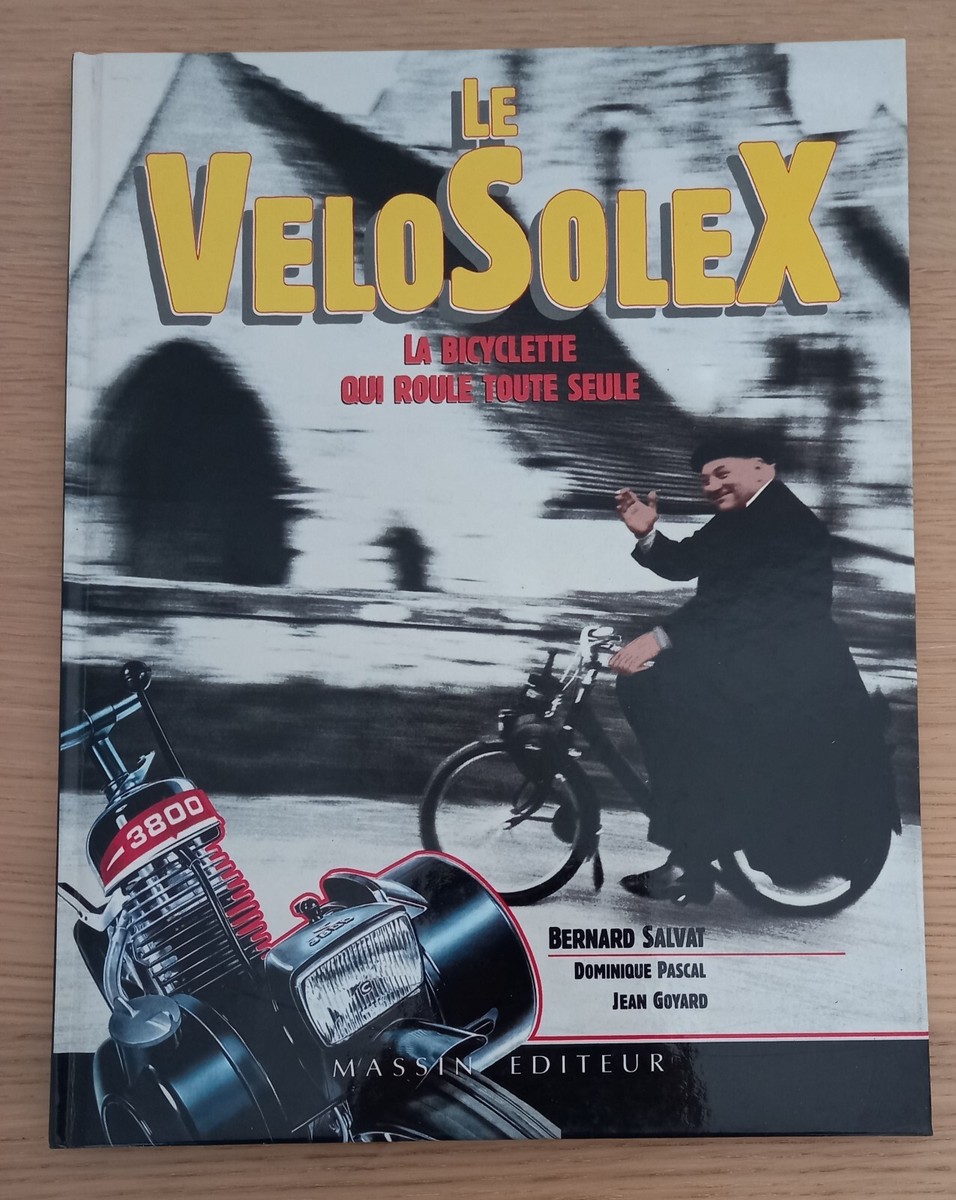 LE
VELOSOLEX
LA BICYCLETTE
QUI ROULE TOUTE SEULE
3800
BERNARD SALVAT
DOMINIQUE PASCAL
JEAN GOYARD
MASSIN EDITEUR